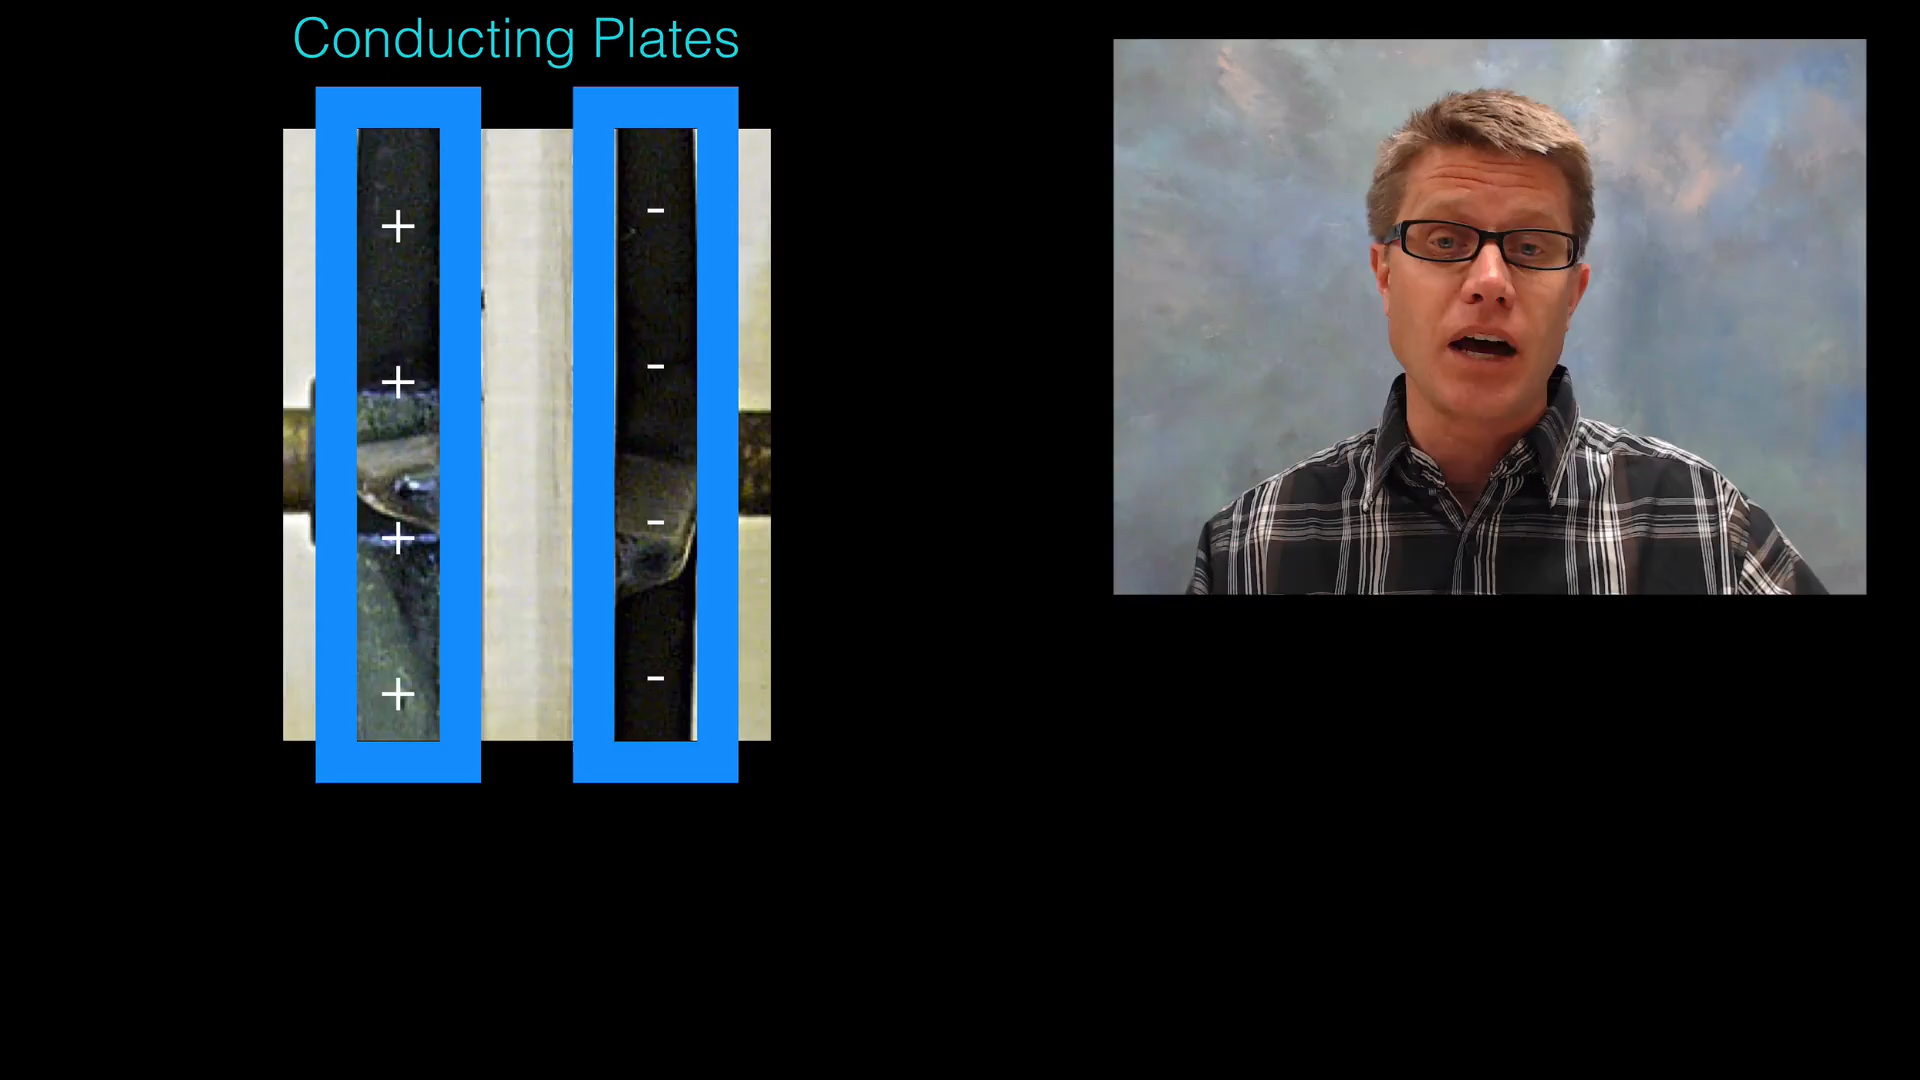 Conducting Plates
+ -
+ -
+ -
+ -